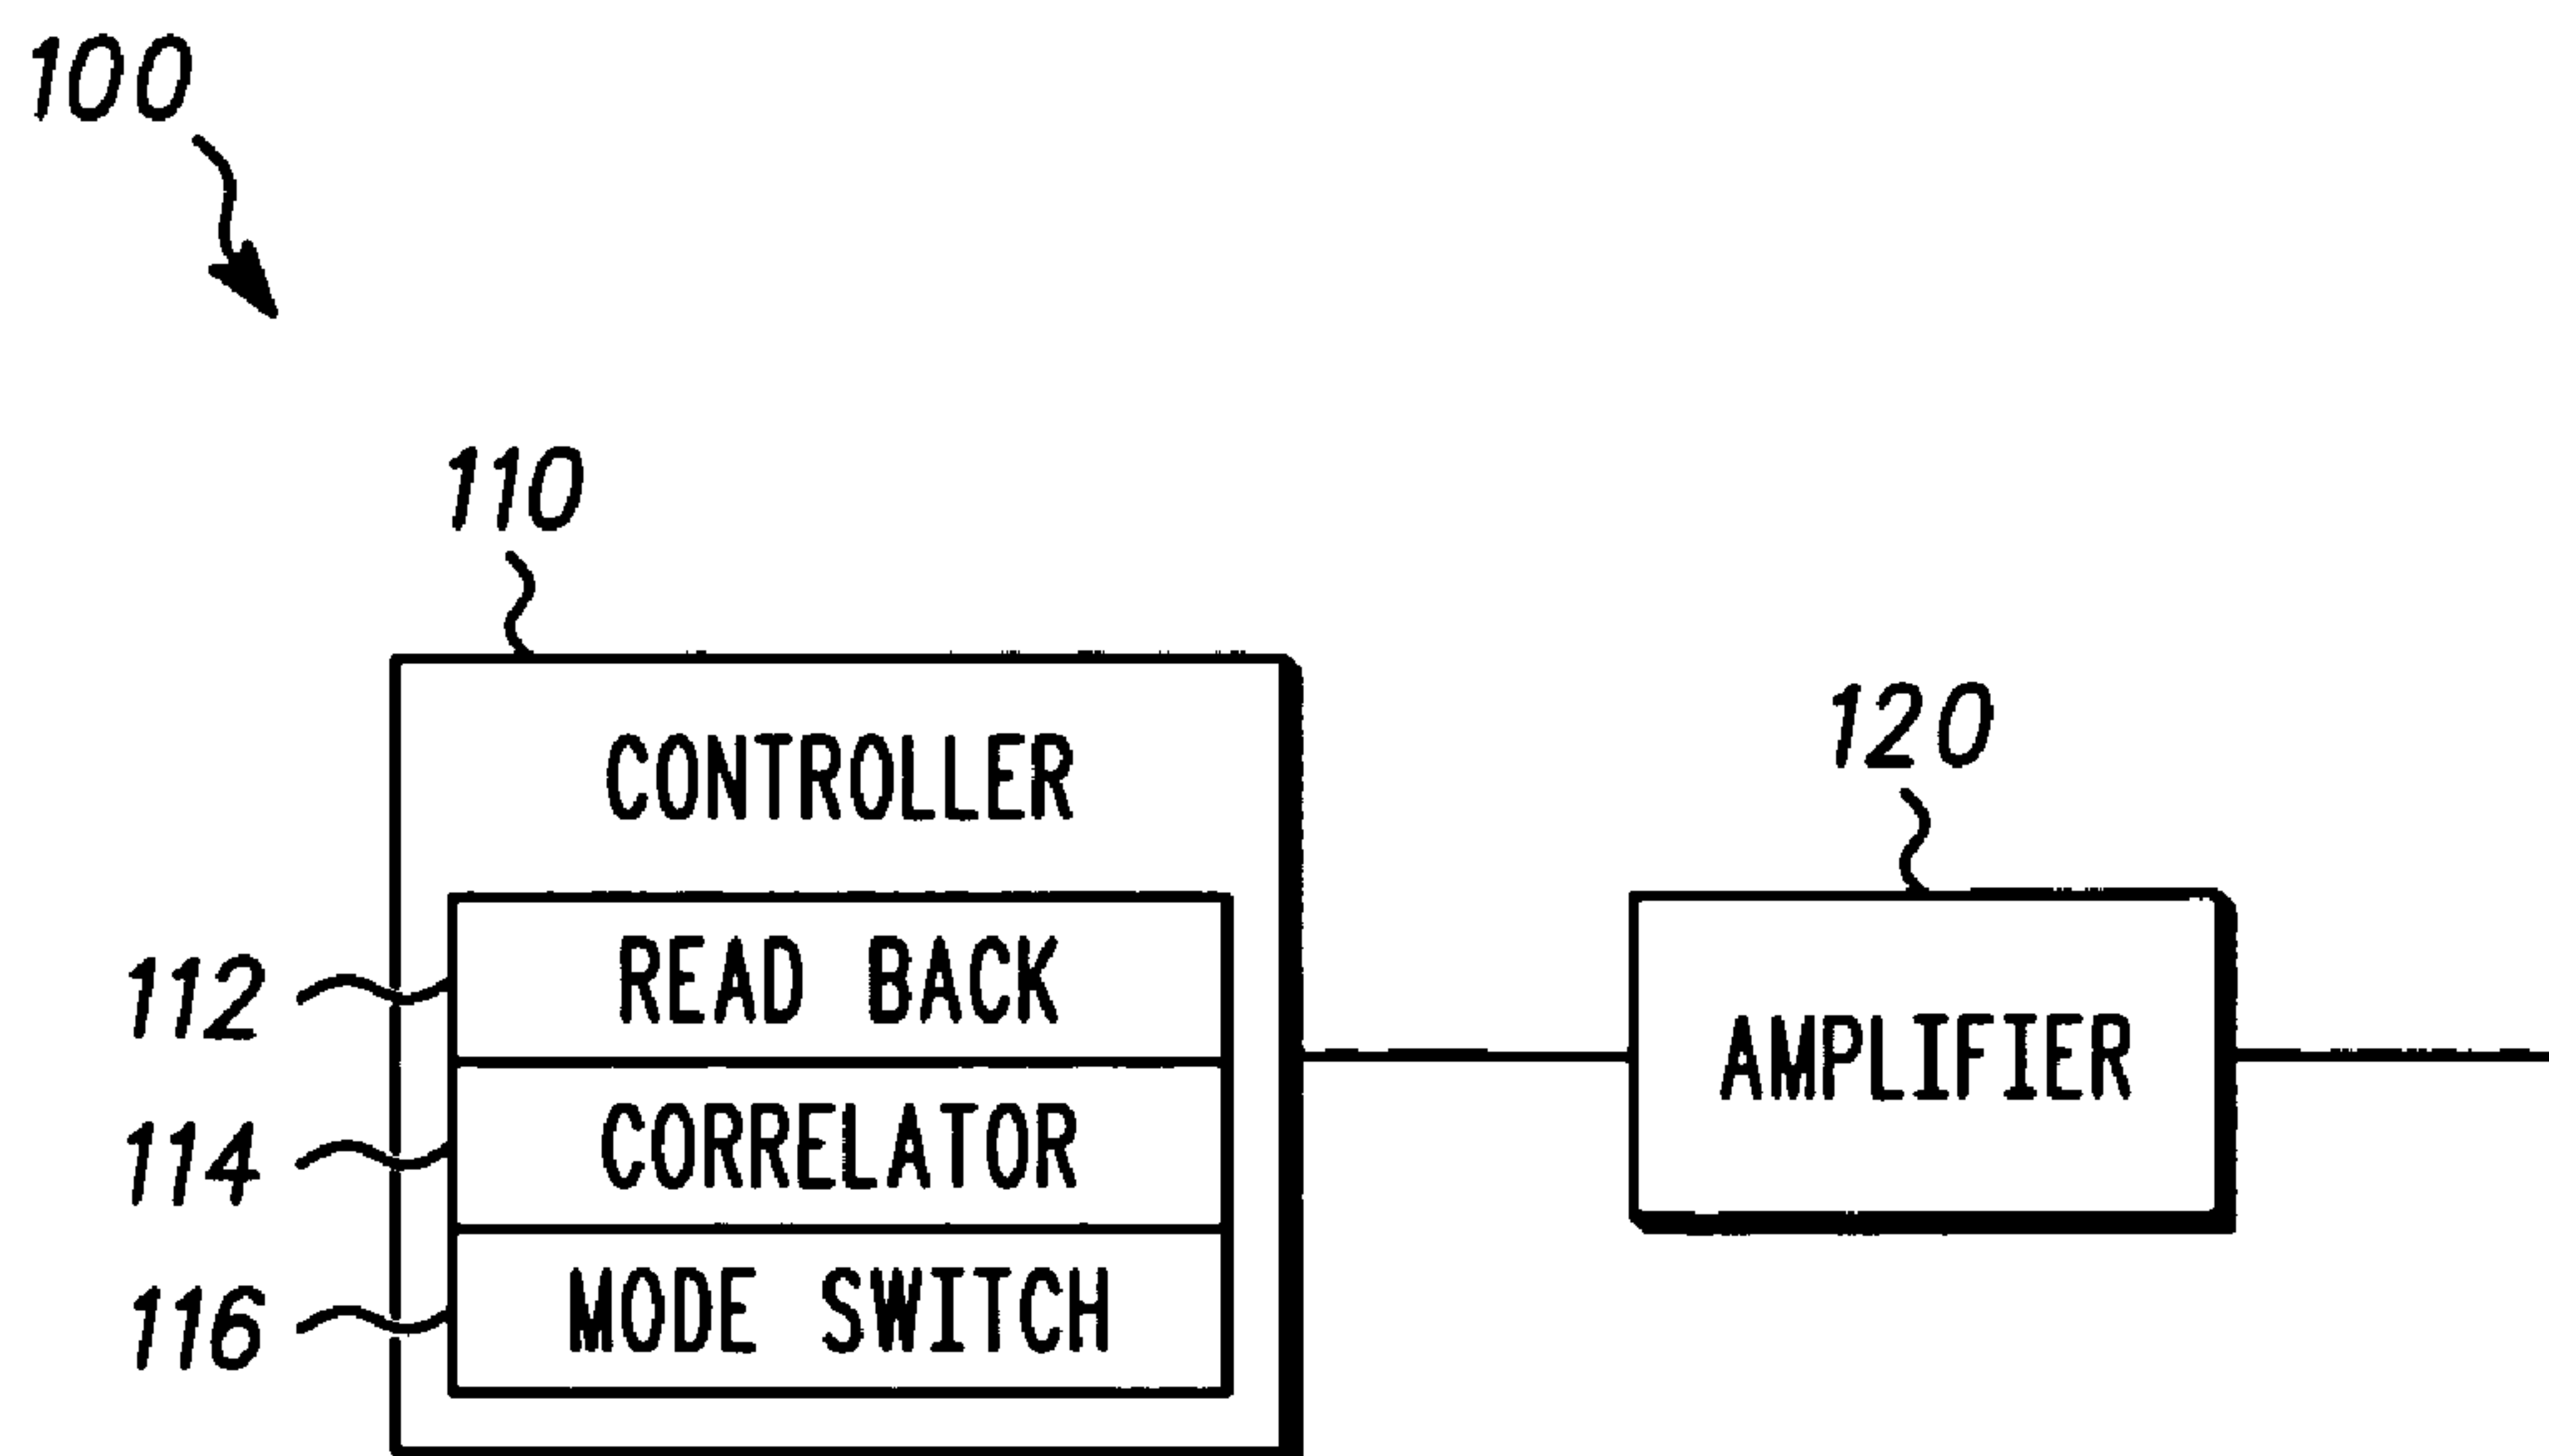 100
110
CONTROLLER
120
112
READ BACK
AMPLIFIER
114
CORRELATOR
116
MODE SWITCH